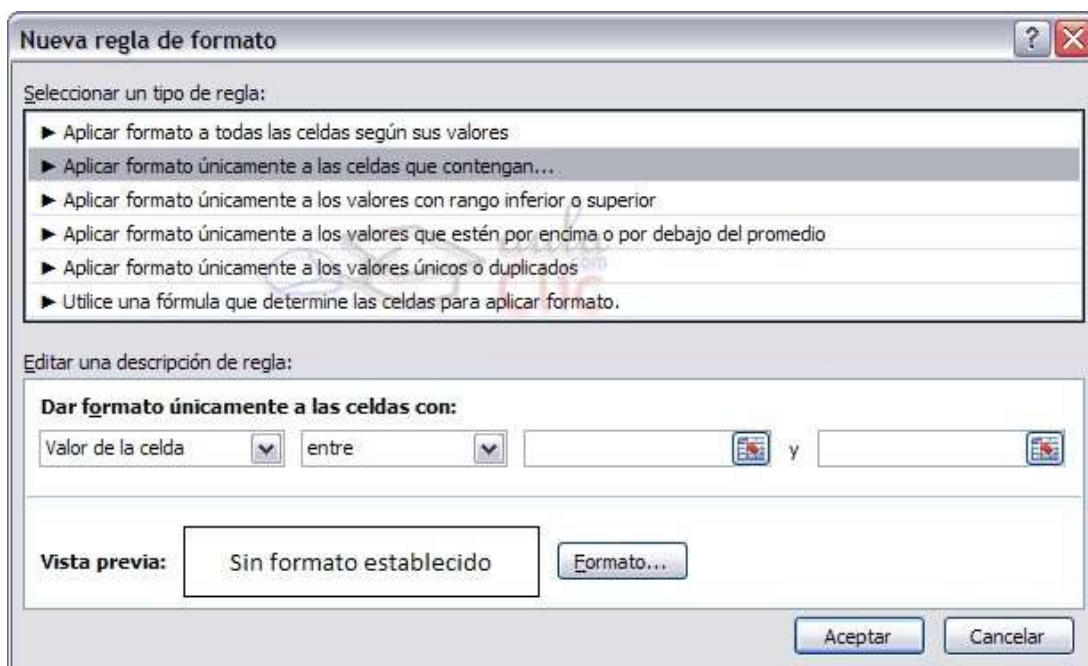 Nueva regla de formato
Seleccionar un tipo de regla:
► Aplicar formato a todas las celdas según sus valores
► Aplicar formato únicamente a las celdas que contengan...
► Aplicar formato únicamente a los valores con rango inferior o superior
► Aplicar formato únicamente a los valores que estén por encima o por debajo del promedio
► Aplicar formato únicamente a los valores únicos o duplicados
► Utilice una fórmula que determine las celdas para aplicar formato.
aula
.com
CLIC
Editar una descripción de regla:
Dar formato únicamente a las celdas con:
Valor de la celda entre y
Vista previa: Sin formato establecido Formato...
Aceptar Cancelar